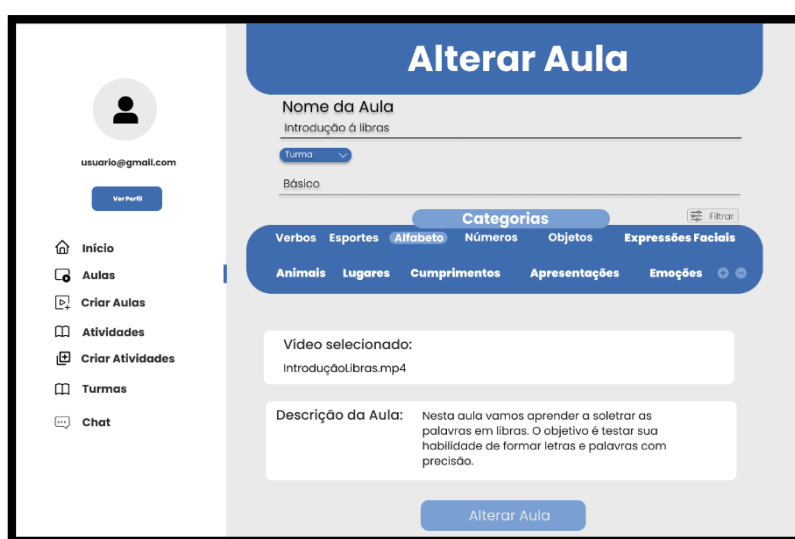 usuario@gmail.com
Ver Perfil
Início
Aulas
Criar Aulas
Atividades
Criar Atividades
Turmas
Chat
Alterar Aula
Nome da Aula
Introdução á libras
Turma
Básico
Categorias
Filtrar
Verbos Esportes Alfabeto Números Objetos Expressões Faciais
Animais Lugares Cumprimentos Apresentações Emoções
Vídeo selecionado:
IntroduçãoLibras.mp4
Descrição da Aula:
Nesta aula vamos aprender a soletrar as
palavras em libras. O objetivo é testar sua
habilidade de formar letras e palavras com
precisão.
Alterar Aula